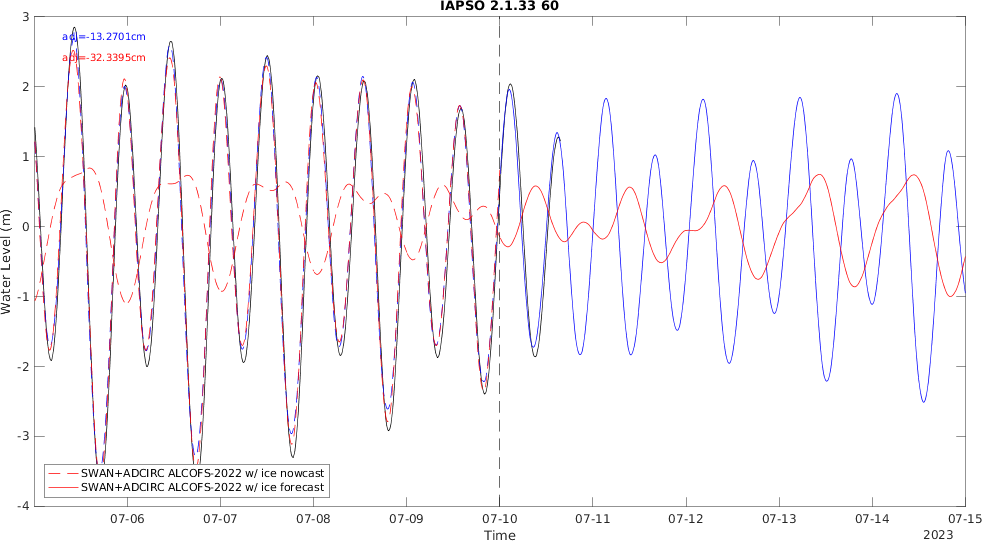 IAPSO 2.1.33 60
adj=-13.2701cm
adj=-32.3395cm
3
2
1
0
-1
-2
-3
-4
Water Level (m)
SWAN+ADCIRC ALCOFS-2022 w/ ice nowcast
SWAN+ADCIRC ALCOFS-2022 w/ ice forecast
07-06 07-07 07-08 07-09 07-10 07-11 07-12 07-13 07-14 07-15
Time
2023